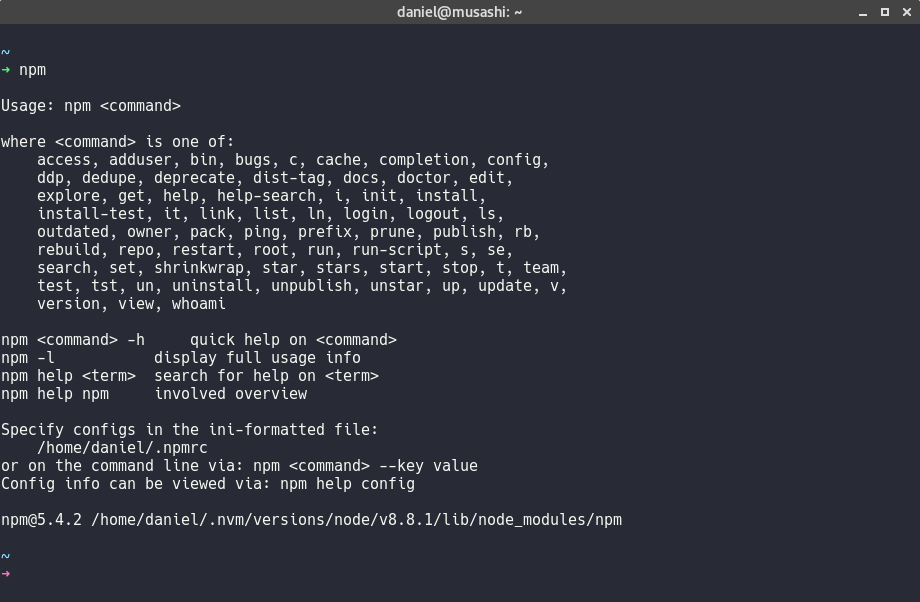 daniel@musashi: ~
~
➜ npm
Usage: npm <command>
where <command> is one of:
    access, adduser, bin, bugs, c, cache, completion, config,
    ddp, dedupe, deprecate, dist-tag, docs, doctor, edit,
    explore, get, help, help-search, i, init, install,
    install-test, it, link, list, ln, login, logout, ls,
    outdated, owner, pack, ping, prefix, prune, publish, rb,
    rebuild, repo, restart, root, run, run-script, s, se,
    search, set, shrinkwrap, star, stars, start, stop, t, team,
    test, tst, un, uninstall, unpublish, unstar, up, update, v,
    version, view, whoami
npm <command> -h     quick help on <command>
npm -l           display full usage info
npm help <term>  search for help on <term>
npm help npm     involved overview
Specify configs in the ini-formatted file:
    /home/daniel/.npmrc
or on the command line via: npm <command> --key value
Config info can be viewed via: npm help config
npm@5.4.2 /home/daniel/.nvm/versions/node/v8.8.1/lib/node_modules/npm
~
➜